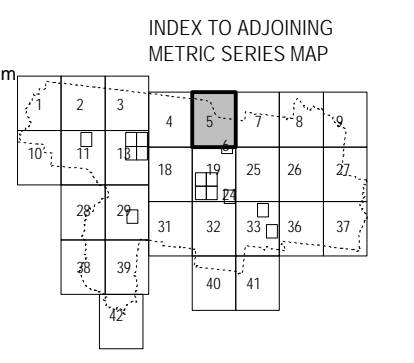 INDEX TO ADJOINING
METRIC SERIES MAP
m
1 2 3 4 5 7 8 9
6
10 11 13 18 19 25 26 27
24
28 29 31 32 33 36 37
38 39 40 41
42